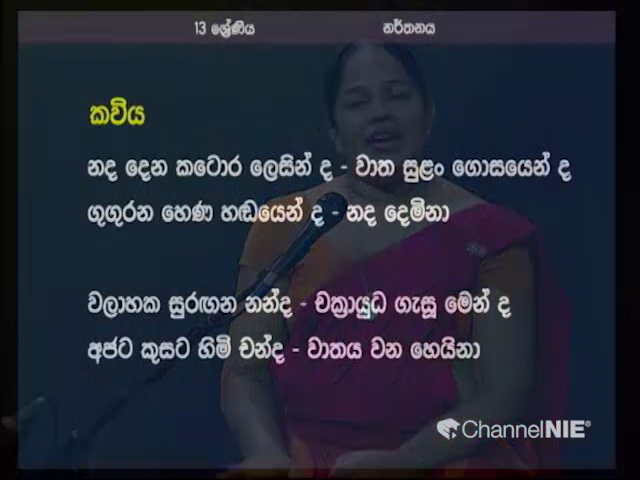 13 ශ්‍රේණිය නර්තනය
කවිය
නද දෙන කටොර ලෙසින් ද - වාත සුළං ගොසයෙන් ද
ගුගුරන හෙණ හඬයෙන් ද - නද දෙමිනා
වලාහක සුරඟන නන්ද - චක්‍රායුධ ගැසූ මෙන් ද
අජට කුසට හිමි චන්ද - වාතය වන හෙයිනා
ChannelNIE®